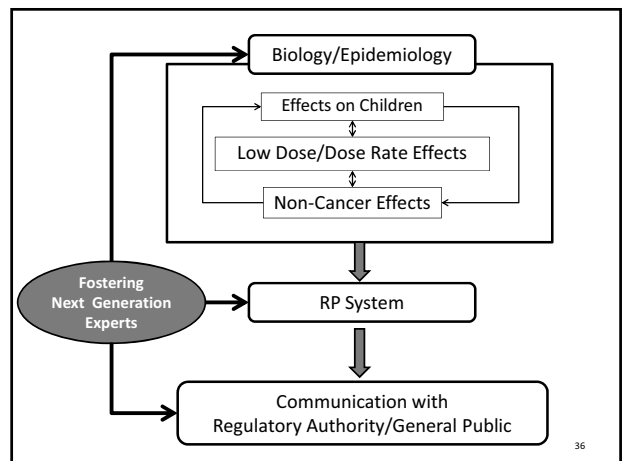 Biology/Epidemiology
Effects on Children
Low Dose/Dose Rate Effects
Non-Cancer Effects
Fostering
Next Generation
Experts
RP System
Communication with
Regulatory Authority/General Public
36